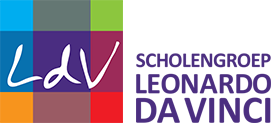 LdV
SCHOLENGROEP
LEONARDO
DA VINCI